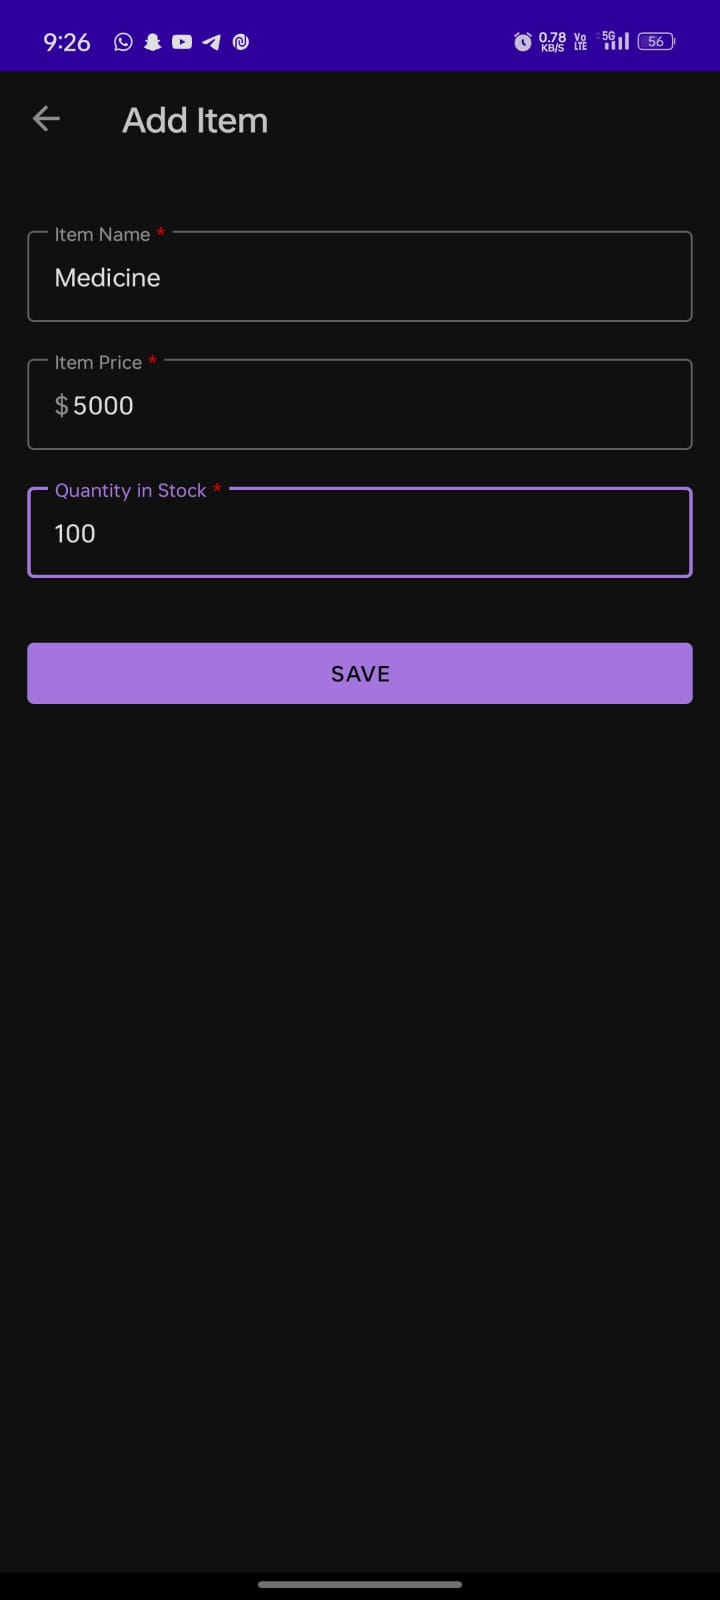 9:26 0.78 KB/S Vo LTE 5G 56
Add Item
Item Name *
Medicine
Item Price *
$5000
Quantity in Stock *
100
SAVE